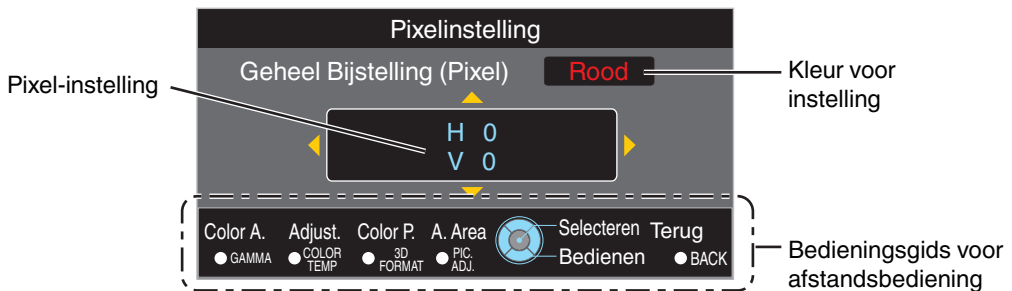 Pixelinstelling
Geheel Bijstelling (Pixel) Rood
Kleur voor
instelling
Pixel-instelling
H 0
V 0
Color A. Adjust. Color P. A. Area Selecteren Terug
GAMMA COLOR TEMP 3D FORMAT PIC. ADJ. Bedienen BACK
Bedieningsgids voor
afstandsbediening